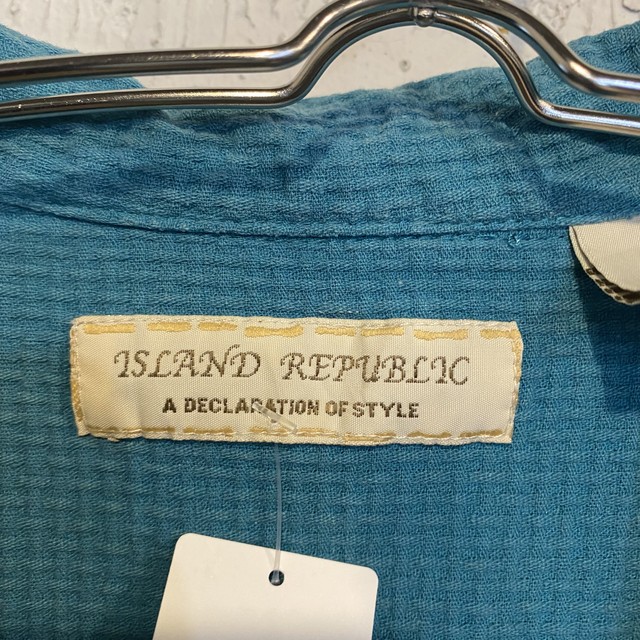 ISLAND REPUBLIC
A DECLARATION OF STYLE